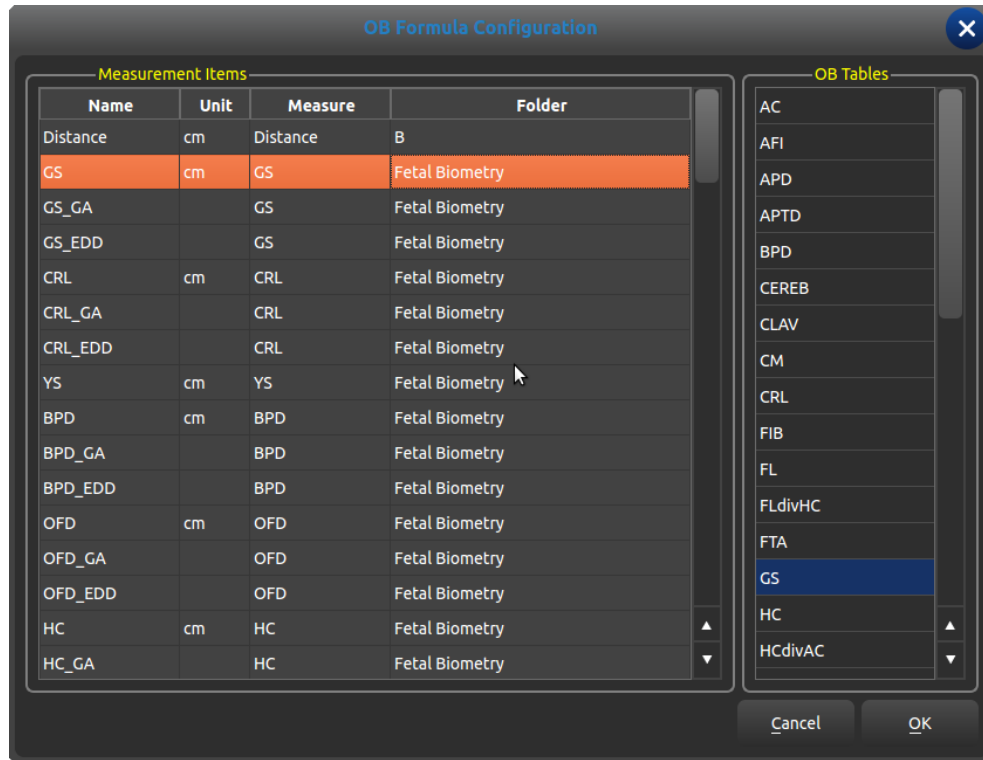 OB Formula Configuration
Measurement Items
Name Unit Measure Folder
Distance cm Distance B
GS cm GS Fetal Biometry
GS_GA GS Fetal Biometry
GS_EDD GS Fetal Biometry
CRL cm CRL Fetal Biometry
CRL_GA CRL Fetal Biometry
CRL_EDD CRL Fetal Biometry
YS cm YS Fetal Biometry
BPD cm BPD Fetal Biometry
BPD_GA BPD Fetal Biometry
BPD_EDD BPD Fetal Biometry
OFD cm OFD Fetal Biometry
OFD_GA OFD Fetal Biometry
OFD_EDD OFD Fetal Biometry
HC cm HC Fetal Biometry
HC_GA HC Fetal Biometry
OB Tables
AC
AFI
APD
APTD
BPD
CEREB
CLAV
CM
CRL
FIB
FL
FLdivHC
FTA
GS
HC
HCdivAC
Cancel OK